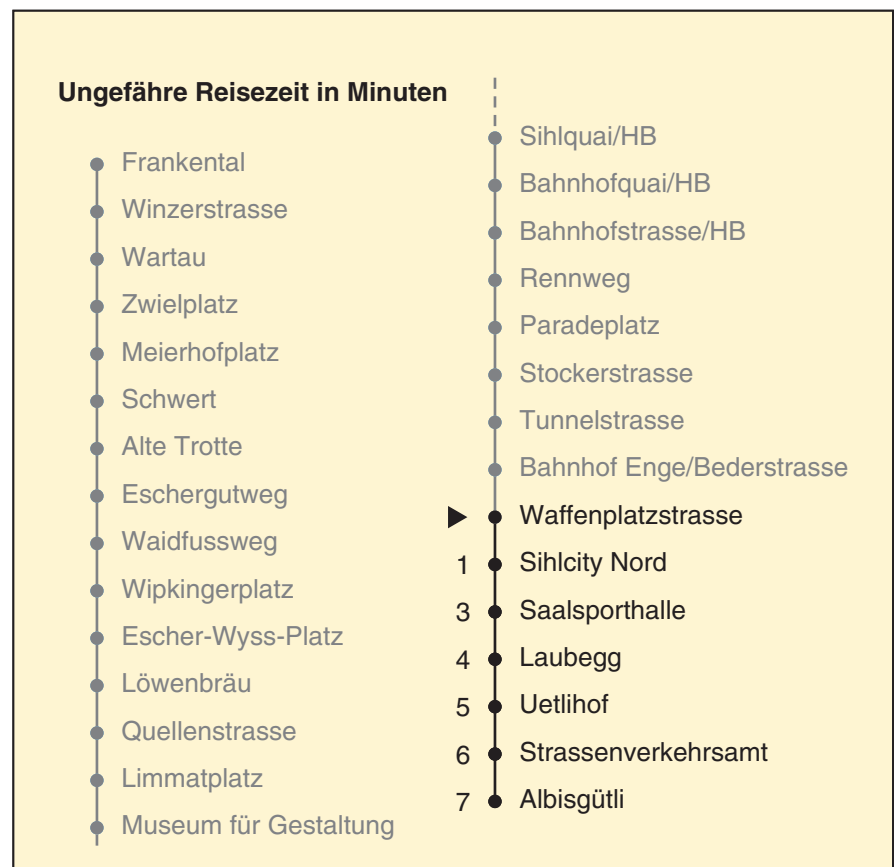 Ungefähre Reisezeit in Minuten
Frankental
Winzerstrasse
Wartau
Zwielplatz
Meierhofplatz
Schwert
Alte Trotte
Eschergutweg
Waidfussweg
Wipkingerplatz
Escher-Wyss-Platz
Löwenbräu
Quellenstrasse
Limmatplatz
Museum für Gestaltung
Sihlquai/HB
Bahnhofquai/HB
Bahnhofstrasse/HB
Rennweg
Paradeplatz
Stockerstrasse
Tunnelstrasse
Bahnhof Enge/Bederstrasse
Waffenplatzstrasse
1 Sihlcity Nord
3 Saalsporthalle
4 Laubegg
5 Uetlihof
6 Strassenverkehrsamt
7 Albisgütli